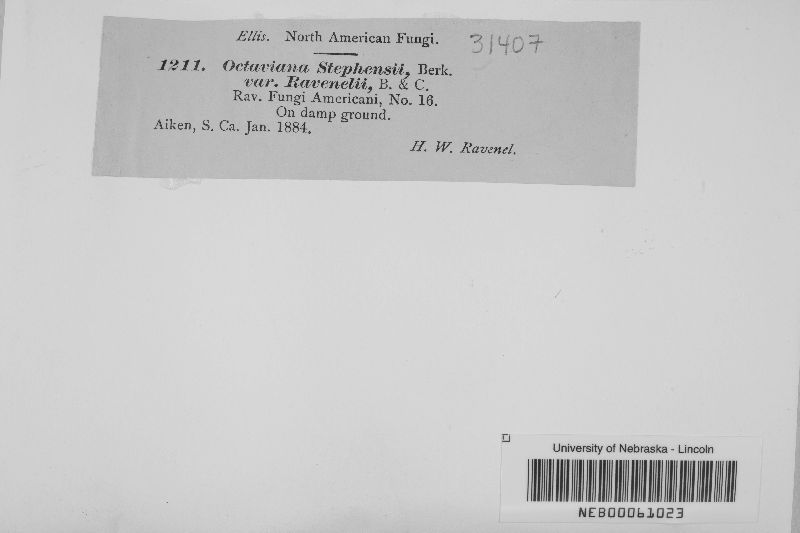 Ellis. North American Fungi.
31407
1211. Octaviana Stephensii, Berk.
var. Ravenelii, B. & C.
Rav. Fungi Americani, No. 16.
On damp ground.
Aiken, S. Ca. Jan. 1884.
H. W. Ravenel.
University of Nebraska - Lincoln
NEB00061023